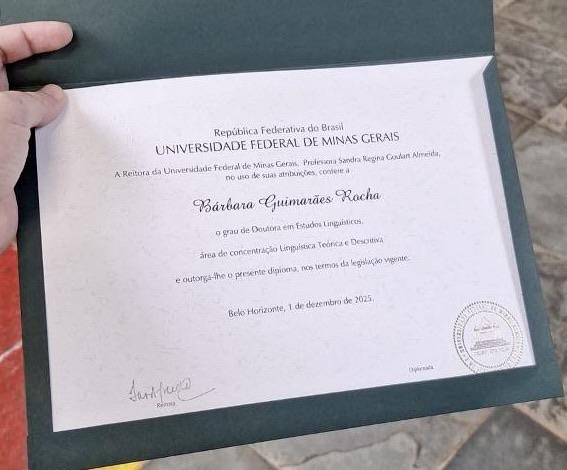 República Federativa do Brasil
UNIVERSIDADE FEDERAL DE MINAS GERAIS
A Reitora da Universidade Federal de Minas Gerais, Professora Sandra Regina Goulart Almeida,
no uso de suas atribuições, confere a
Bárbara Guimarães Rocha
o grau de Doutora em Estudos Linguísticos,
área de concentração Linguística Teórica e Descritiva
e outorga-lhe o presente diploma, nos termos da legislação vigente.
Belo Horizonte, 1 de dezembro de 2025.
Diplomada
Reitora